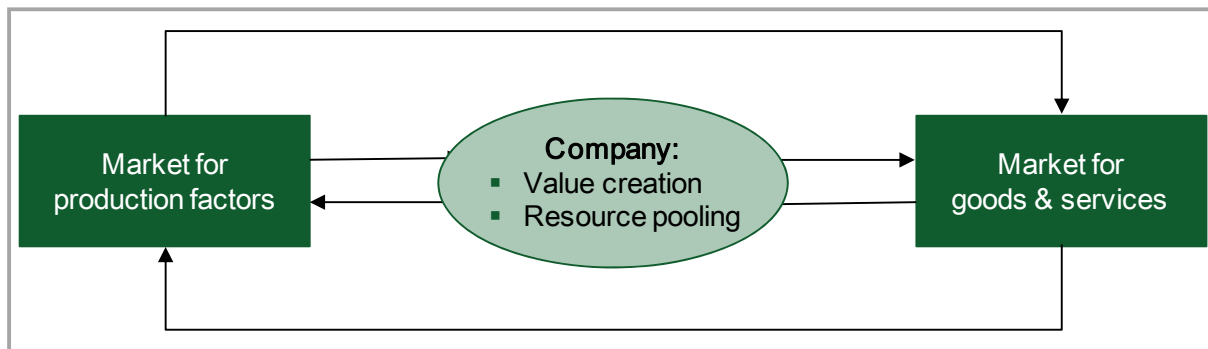 Market for
production factors
Company:
▪ Value creation
▪ Resource pooling
Market for
goods & services